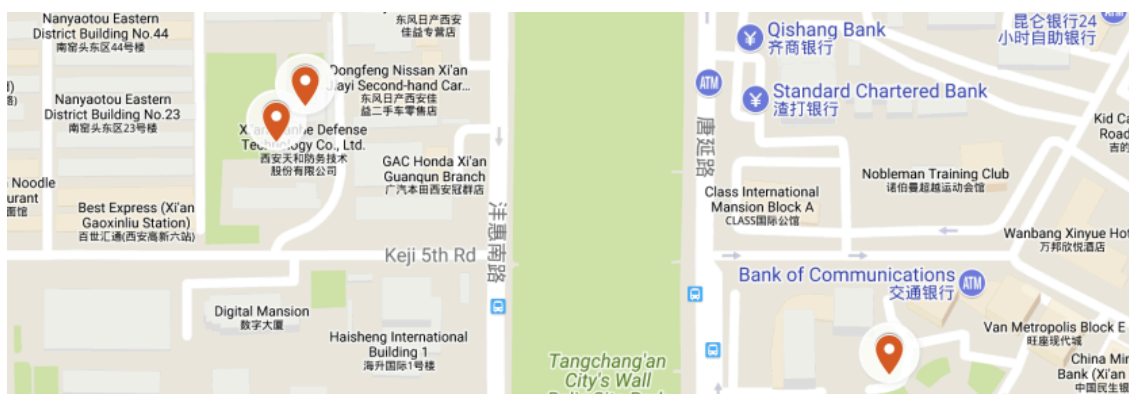 Nanyaotou Eastern
District Building No.44
南窑头东区44号楼
东风日产西安
佳益专营店
Qishang Bank
齐商银行
ATM
昆仑银行24
小时自助银行
Nanyaotou Eastern
District Building No.23
南窑头东区23号楼
路)
Dongfeng Nissan Xi'an
Jiayi Second-hand Car...
东风日产西安佳
益二手车零售店
ATM
Standard Chartered Bank
渣打银行
Kid Ca
Road
吉的
Xi'an Tianhe Defense
Technology Co., Ltd.
西安天和防务技术
股份有限公司
唐延路
GAC Honda Xi'an
Guanqun Branch
广汽本田西安冠群店
Noodle
urant
面馆
Nobleman Training Club
诺伯曼超越运动会馆
Class International
Mansion Block A
CLASS国际公馆
Best Express (Xi'an
Gaoxinliu Station)
百世汇通(西安高新六站)
沣惠南路
Wanbang Xinyue Hot
万邦欣悦酒店
Keji 5th Rd
Bank of Communications
交通银行
ATM
Digital Mansion
数字大厦
Haisheng International
Building 1
海升国际1号楼
Van Metropolis Block E
旺座现代城
Tangchang'an
City's Wall
China Min
Bank (Xi'an
中国民生银